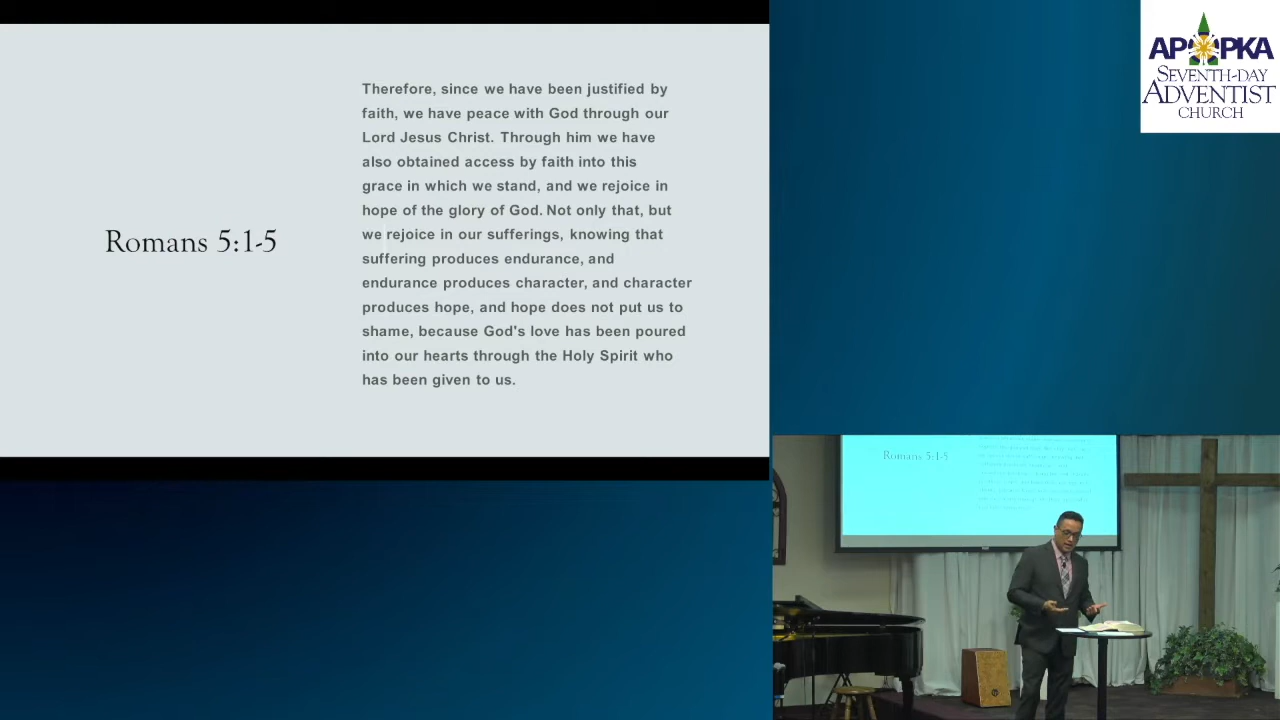 Romans 5:1-5
Therefore, since we have been justified by
faith, we have peace with God through our
Lord Jesus Christ. Through him we have
also obtained access by faith into this
grace in which we stand, and we rejoice in
hope of the glory of God. Not only that, but
we rejoice in our sufferings, knowing that
suffering produces endurance, and
endurance produces character, and character
produces hope, and hope does not put us to
shame, because God's love has been poured
into our hearts through the Holy Spirit who
has been given to us.
APOPKA
SEVENTH-DAY
ADVENTIST
CHURCH
Romans 5:1-5